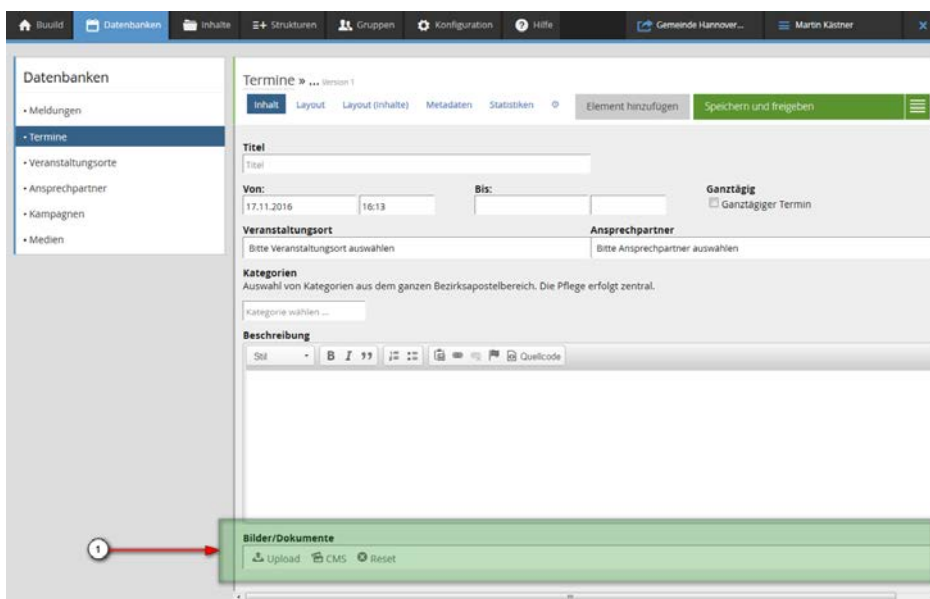 Buuild Datenbanken Inhalte Strukturen Gruppen Konfiguration Hilfe Gemeinde Hannover... Martin Kästner
Datenbanken
• Meldungen
• Termine
• Veranstaltungsorte
• Ansprechpartner
• Kampagnen
• Medien
Termine » ... Version 1
Inhalt Layout Layout (Inhalte) Metadaten Statistiken Element hinzufügen Speichern und freigeben
Titel
Titel
Von: Bis: Ganztägig
17.11.2016 16:13 Ganztägiger Termin
Veranstaltungsort Ansprechpartner
Bitte Veranstaltungsort auswählen Bitte Ansprechpartner auswählen
Kategorien
Auswahl von Kategorien aus dem ganzen Bezirksapostelbereich. Die Pflege erfolgt zentral.
Kategorie wählen ...
Beschreibung
Stil B I Quellcode
Bilder/Dokumente
1
Upload CMS Reset